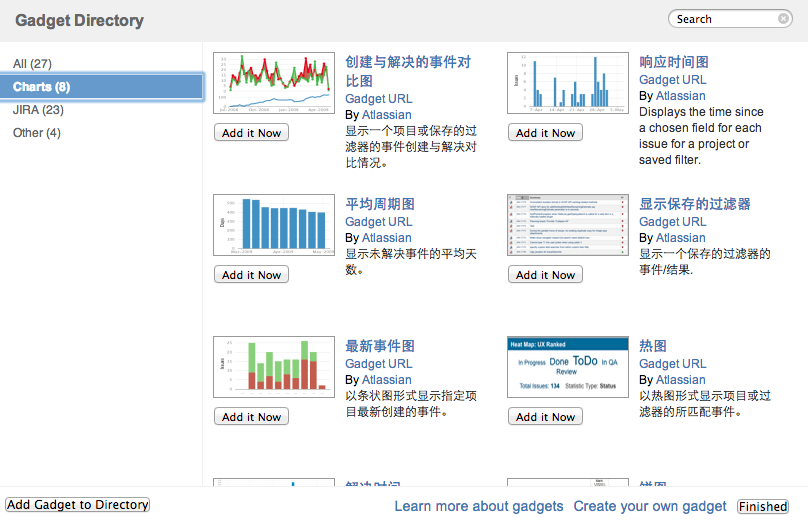 Gadget Directory
Search
All (27)
Charts (8)
JIRA (23)
Other (4)
创建与解决的事件对
比图
Gadget URL
By Atlassian
显示一个项目或保存的过
滤器的事件创建与解决对
比情况。
Add it Now
响应时间图
Gadget URL
By Atlassian
Displays the time since
a chosen field for each
issue for a project or
saved filter.
Add it Now
平均周期图
Gadget URL
By Atlassian
显示未解决事件的平均天
数。
Add it Now
显示保存的过滤器
Gadget URL
By Atlassian
显示一个保存的过滤器的
事件/结果.
Add it Now
最新事件图
Gadget URL
By Atlassian
以条状图形式显示指定项
目最新创建的事件。
Add it Now
Heat Map: UX Ranked
In Progress Done ToDo In QA
Review
Total Issues: 134 Statistic Type: Status
热图
Gadget URL
By Atlassian
以热图形式显示项目或过
滤器的所匹配事件。
Add it Now
Add Gadget to Directory
Learn more about gadgets
Create your own gadget
Finished